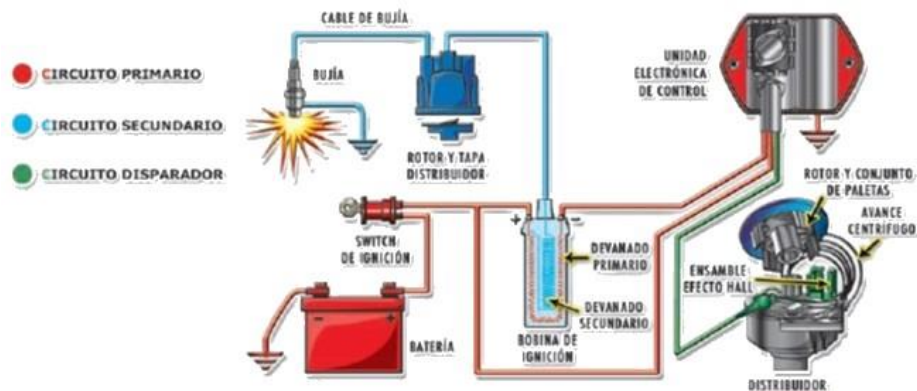 CIRCUITO PRIMARIO
CIRCUITO SECUNDARIO
CIRCUITO DISPARADOR
CABLE DE BUJÍA
BUJÍA
ROTOR Y TAPA
DISTRIBUIDOR
UNIDAD
ELECTRÓNICA
DE CONTROL
ROTOR Y CONJUNTO
DE PALETAS
AVANCE
CENTRÍFUGO
ENSAMBLE
EFECTO HALL
SWITCH
DE IGNICIÓN
+
-
DEVANADO
PRIMARIO
DEVANADO
SECUNDARIO
- +
BATERÍA
BOBINA DE
IGNICIÓN
DISTRIBUIDOR